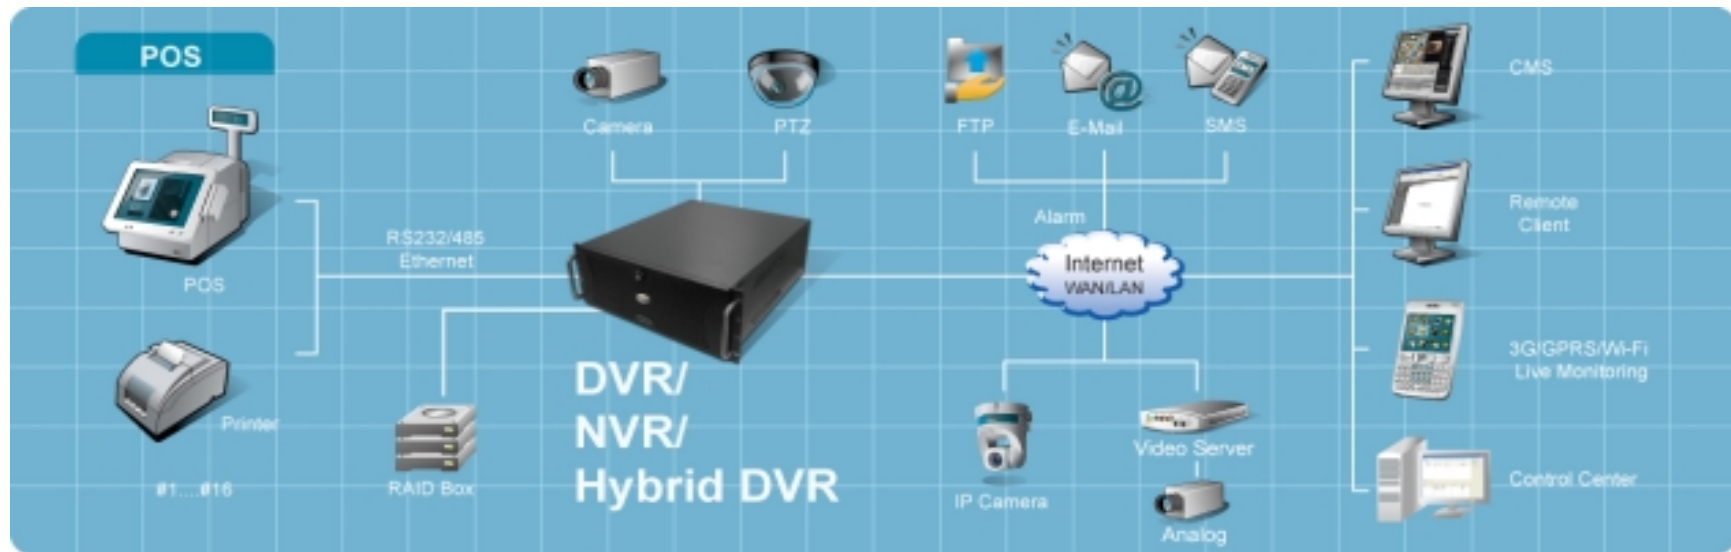 POS
POS
Printer
#1....#16
RS232/485
Ethernet
RAID Box
Camera
PTZ
DVR/
NVR/
Hybrid DVR
FTP
E-Mail
SMS
Alarm
Internet
WAN/LAN
IP Camera
Video Server
Analog
CMS
Remote
Client
3G/GPRS/Wi-Fi
Live Monitoring
Control Center